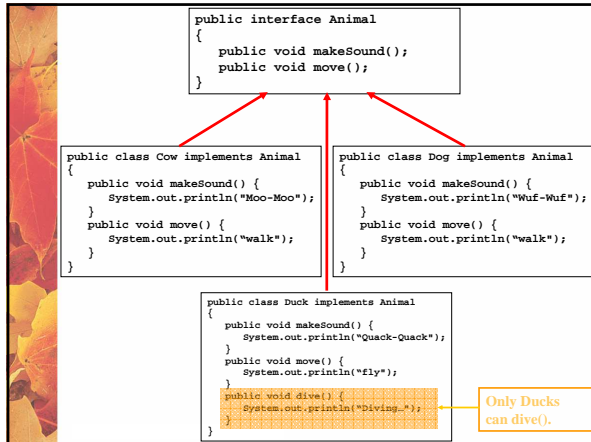 public interface Animal
{
public void makeSound();
public void move();
}
public class Cow implements Animal
{
public void makeSound() {
System.out.println("Moo-Moo");
}
public void move() {
System.out.println(“walk");
}
}
public class Dog implements Animal
{
public void makeSound() {
System.out.println(“Wuf-Wuf");
}
public void move() {
System.out.println(“walk");
}
}
public class Duck implements Animal
{
public void makeSound() {
System.out.println(“Quack-Quack");
}
public void move() {
System.out.println(“fly");
}
public void dive() {
System.out.println(“Diving…");
}
}
Only Ducks
can dive().